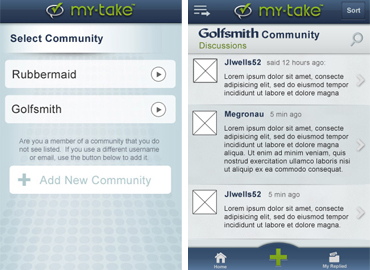 my·take™
Select Community
Rubbermaid
Golfsmith
Are you a member of a community that you do
not see listed. If you use a different username
or email, use the button below to add it.
Add New Community
my·take™
Sort
Golfsmith Community
Discussions
Jlwells52 said 12 hours ago:
Lorem ipsum dolor sit amet, consecte
adipisicing elit, sed do eiusmod tempor
incididunt ut labore et dolore magna
Megronau 5 min ago
Lorem ipsum dolor sit amet, consecte
adipisicing elit, sed do eiusmod tempor
incididunt ut labore et dolore magna
aliqua. Ut enim ad minim veniam, quis
nostrud exercitation ullamco laboris nisi
ut aliquip ex ea commodo consequat.
Jlwells52 5 min ago
Lorem ipsum dolor sit amet, consecte
adipisicing elit, sed do eiusmod tempor
incididunt ut labore et dolore magna
Home
My Replied